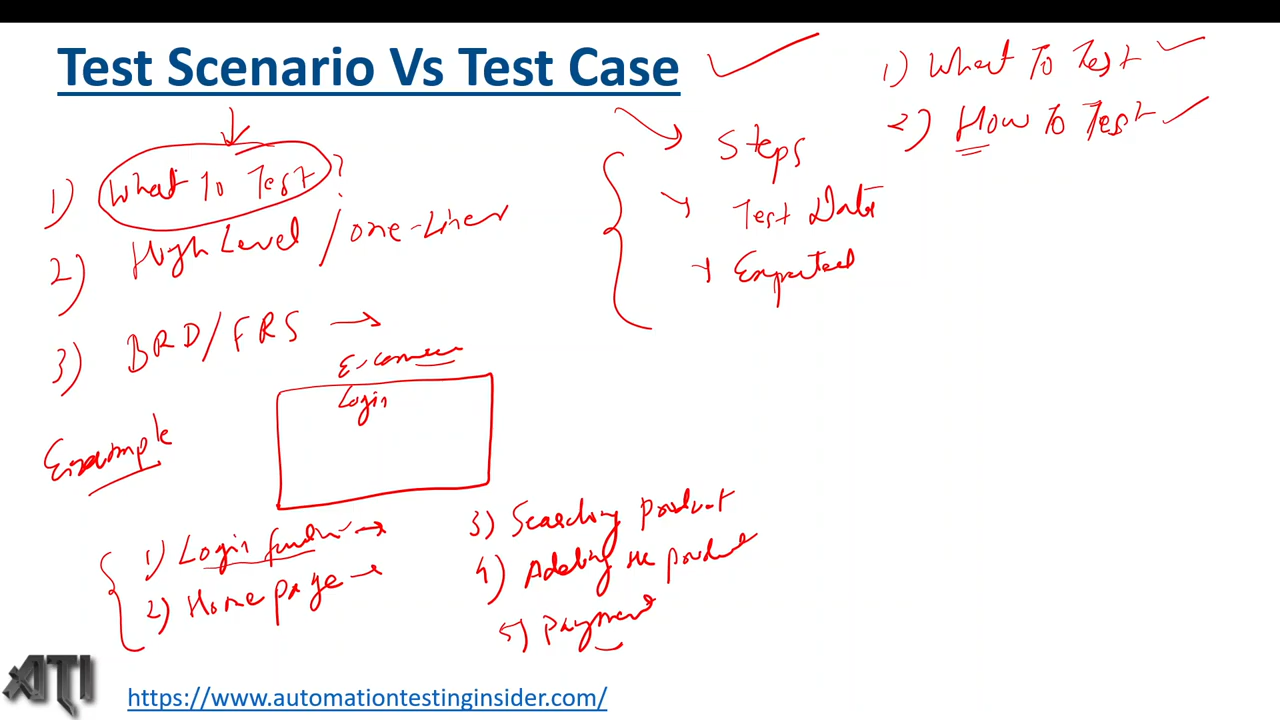 Test Scenario Vs Test Case
1) What To Test
2) How To Test
1) What To Test?
2) High Level / one-Liner
3) BRD/FRS
Steps
Test Data
Expected
E-commerce
Login
Example
1) Login
2) Home page
3) Searching product
4) Adding the product
5) Payment
ATI
https://www.automationtestinginsider.com/